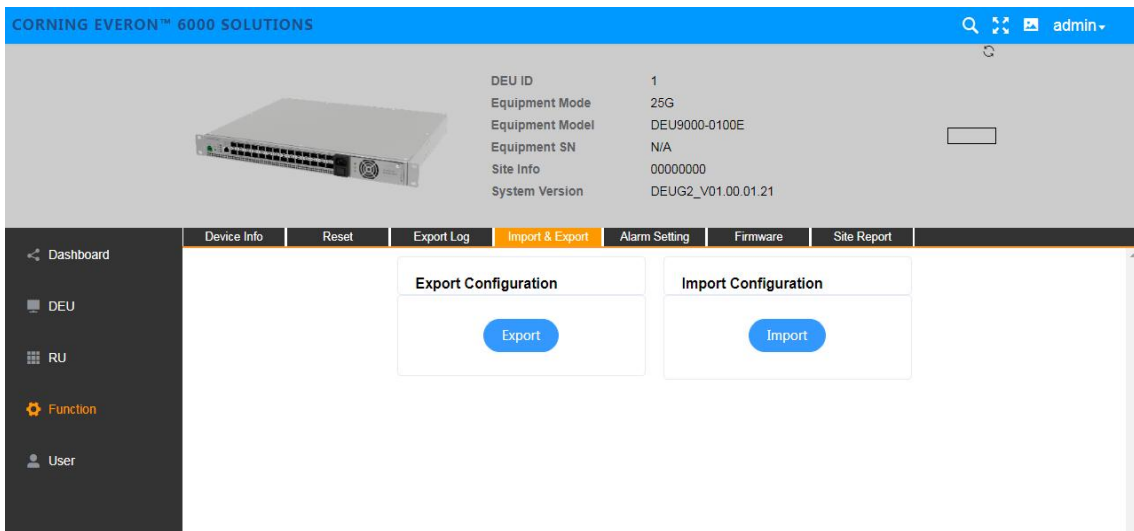 CORNING EVERON™ 6000 SOLUTIONS
admin
DEU ID 1
Equipment Mode 25G
Equipment Model DEU9000-0100E
Equipment SN N/A
Site Info 00000000
System Version DEUG2_V01.00.01.21
Device Info Reset Export Log Import & Export Alarm Setting Firmware Site Report
Dashboard
DEU
RU
Function
User
Export Configuration
Export
Import Configuration
Import